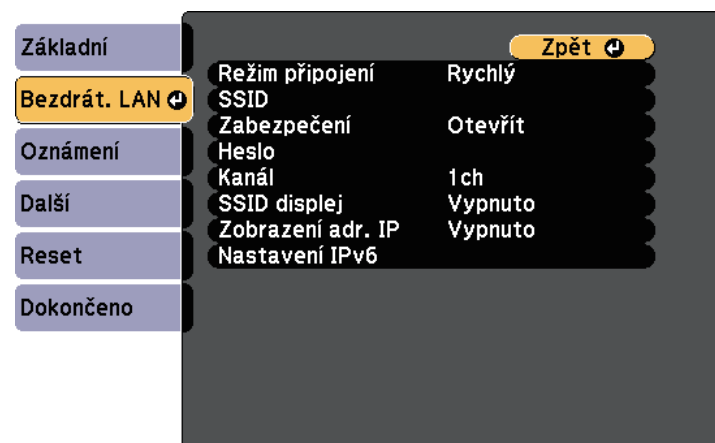 Základní
Bezdrát. LAN
Oznámení
Další
Reset
Dokončeno
Zpět
Režim připojení Rychlý
SSID
Zabezpečení Otevřít
Heslo
Kanál 1ch
SSID displej Vypnuto
Zobrazení adr. IP Vypnuto
Nastavení IPv6